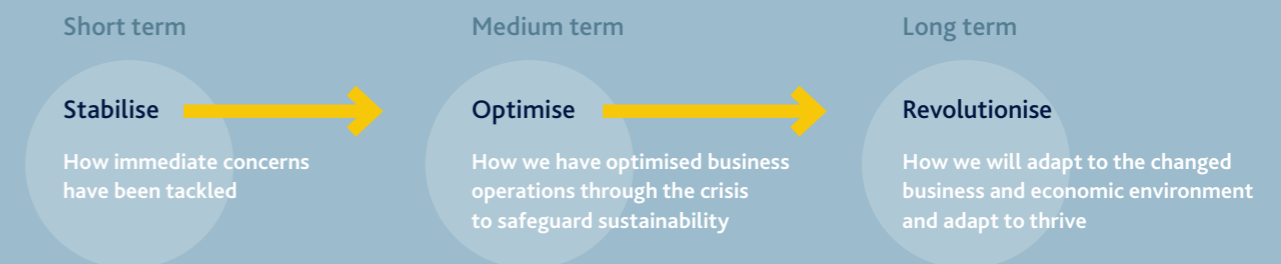 Short term
Stabilise
How immediate concerns
have been tackled
Medium term
Optimise
How we have optimised business
operations through the crisis
to safeguard sustainability
Long term
Revolutionise
How we will adapt to the changed
business and economic environment
and adapt to thrive